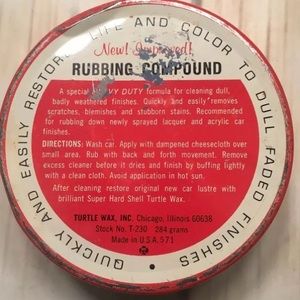 QUICKLY AND EASILY RESTORE LIFE AND COLOR TO DULL, FADED FINISHES
New! Improved!
RUBBING COMPOUND
A special HEAVY DUTY formula for cleaning dull,
badly weathered finishes. Quickly and easily removes
scratches, blemishes and stubborn stains. Recommended
for rubbing down newly sprayed lacquer and acrylic car
finishes.
DIRECTIONS: Wash car. Apply with dampened cheesecloth over
small area. Rub with back and forth movement. Remove
excess cleaner before it dries and finish by buffing lightly
with a clean cloth. Avoid application in hot sun.
After cleaning restore original new car lustre with
brilliant Super Hard Shell Turtle Wax.
TURTLE WAX, INC. Chicago, Illinois 60638
Stock No. T-230 284 grams
Made in U.S.A. 571